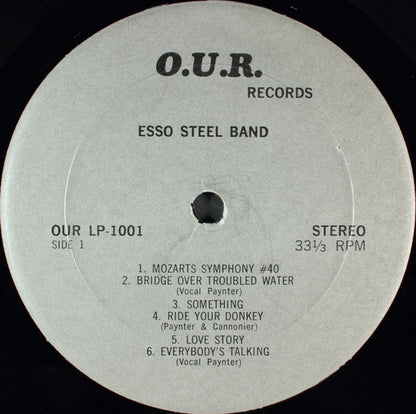 O.U.R.
RECORDS
ESSO STEEL BAND
OUR LP-1001 STEREO
SIDE 1 33⅓ RPM
1. MOZARTS SYMPHONY #40
2. BRIDGE OVER TROUBLED WATER
(Vocal Paynter)
3. SOMETHING
4. RIDE YOUR DONKEY
(Paynter & Cannonier)
5. LOVE STORY
6. EVERYBODY'S TALKING
(Vocal Paynter)